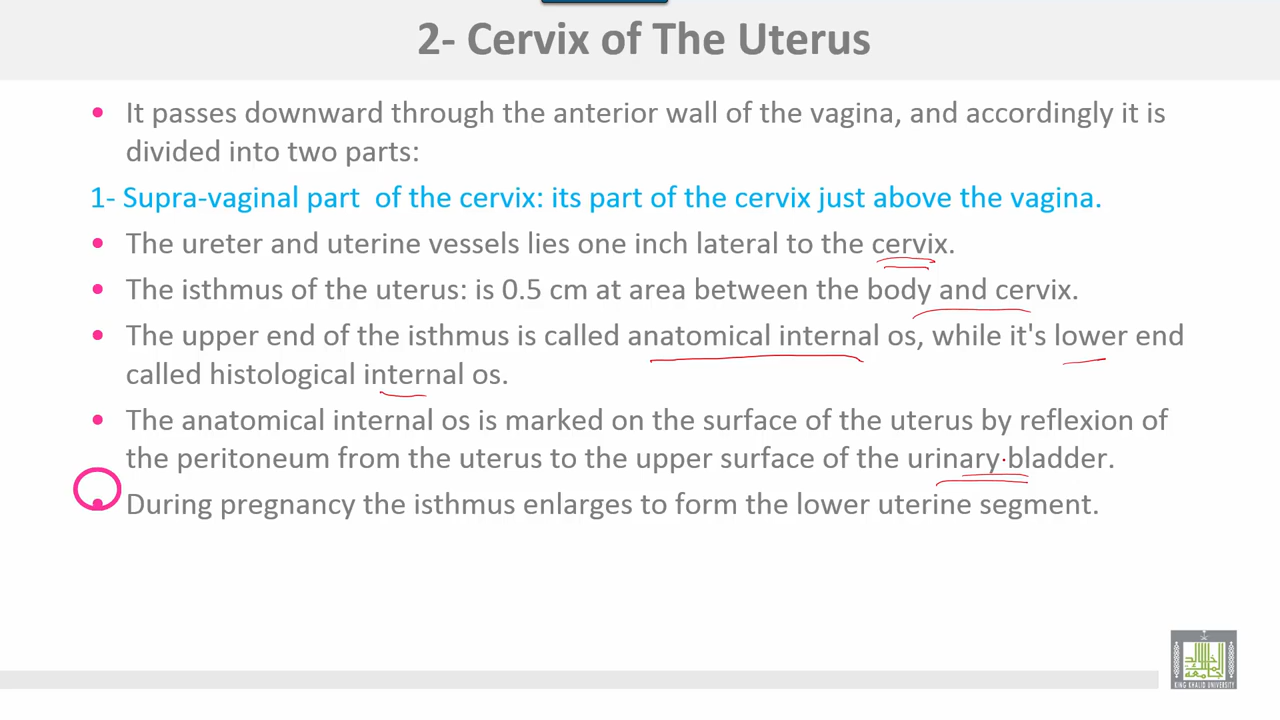 2- Cervix of The Uterus
• It passes downward through the anterior wall of the vagina, and accordingly it is
divided into two parts:
1- Supra-vaginal part of the cervix: its part of the cervix just above the vagina.
• The ureter and uterine vessels lies one inch lateral to the cervix.
• The isthmus of the uterus: is 0.5 cm at area between the body and cervix.
• The upper end of the isthmus is called anatomical internal os, while it's lower end
called histological internal os.
• The anatomical internal os is marked on the surface of the uterus by reflexion of
the peritoneum from the uterus to the upper surface of the urinary bladder.
• During pregnancy the isthmus enlarges to form the lower uterine segment.
KING KHALID UNIVERSITY